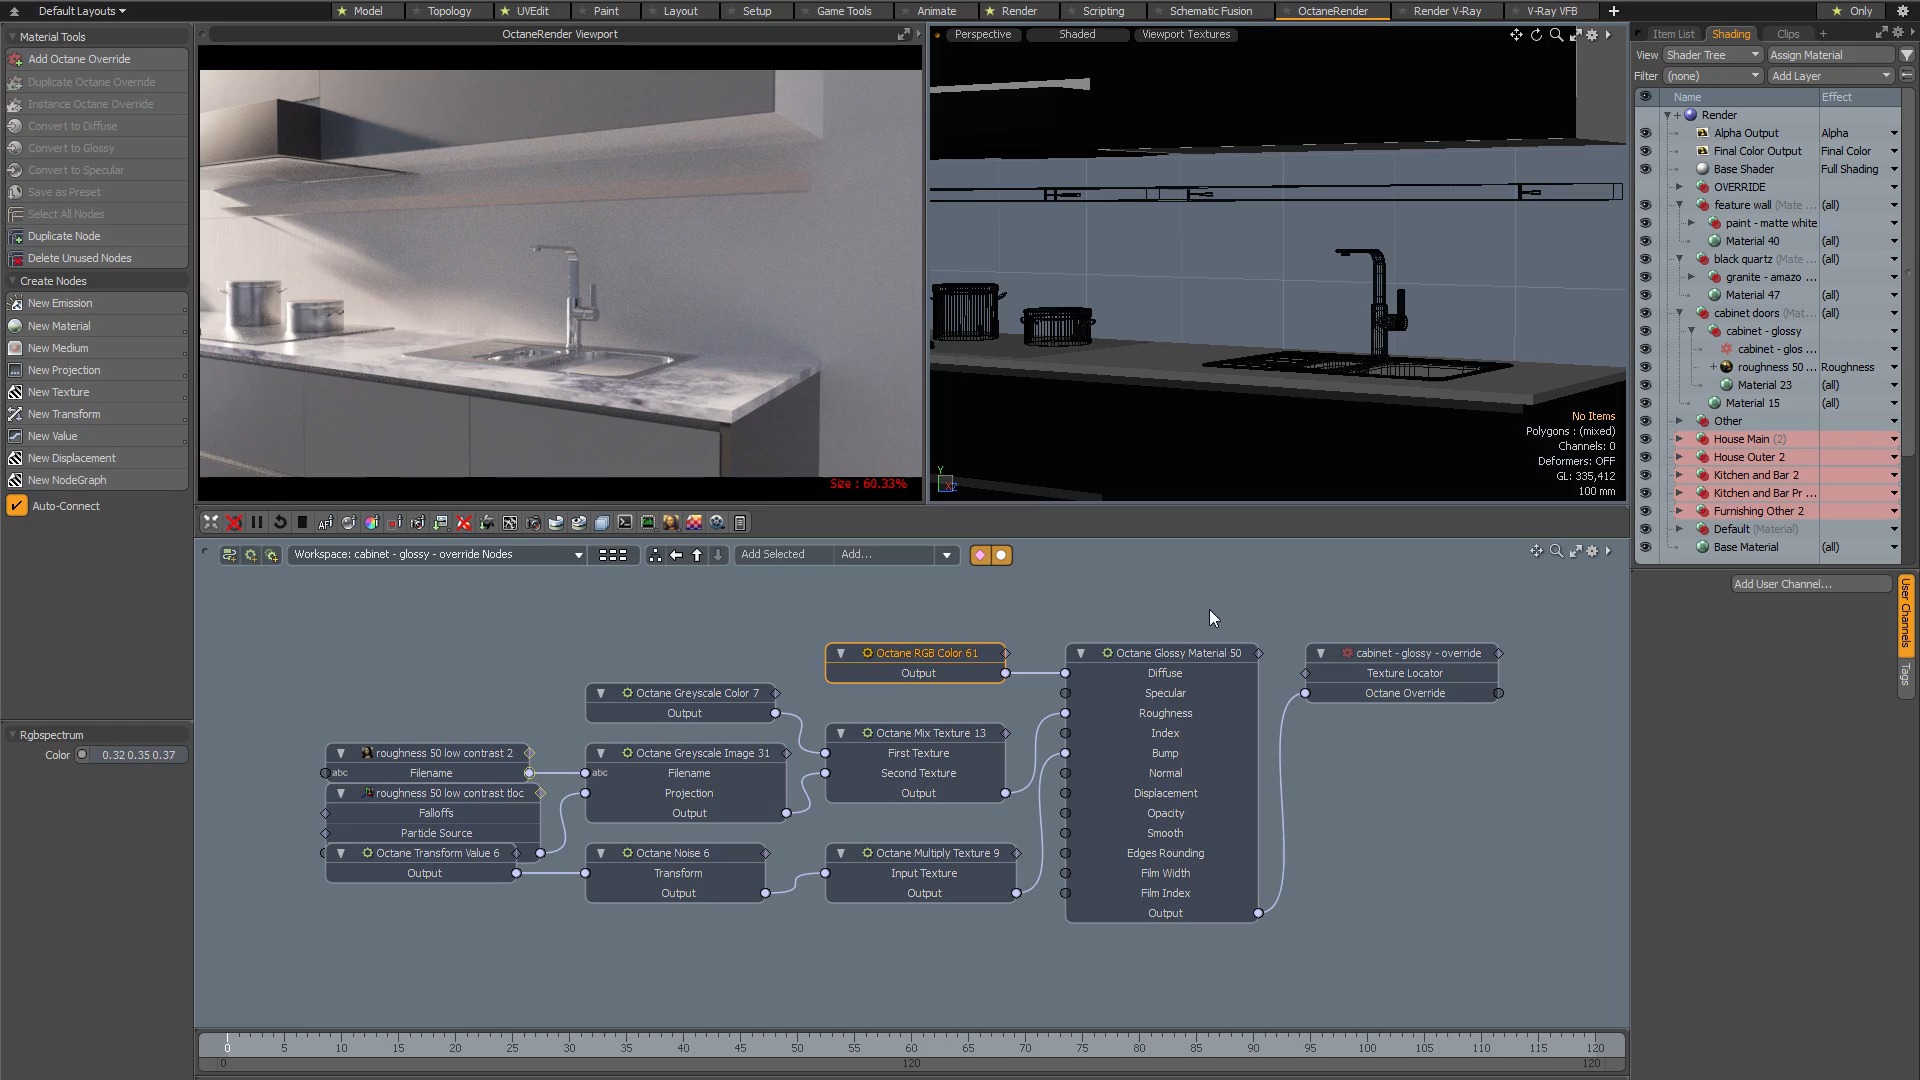 Default Layouts
Model
Topology
UVEdit
Paint
Layout
Setup
Game Tools
Animate
Render
Scripting
Schematic Fusion
OctaneRender
Render V-Ray
V-Ray VFB
Only
Material Tools
Add Octane Override
Duplicate Octane Override
Instance Octane Override
Convert to Diffuse
Convert to Glossy
Convert to Specular
Save as Preset
Select All Nodes
Duplicate Node
Delete Unused Nodes
Create Nodes
New Emission
New Material
New Medium
New Projection
New Texture
New Transform
New Value
New Displacement
New NodeGraph
Auto-Connect
Rgbspectrum
Color 0.32 0.35 0.37
OctaneRender Viewport
Size : 60.33%
Perspective
Shaded
Viewport Textures
No Items
Polygons : (mixed)
Channels: 0
Deformers: OFF
GL: 335,412
100 mm
Y
X
Z
AF
Workspace: cabinet - glossy - override Nodes
Add Selected
Add...
roughness 50 low contrast 2
abc Filename
roughness 50 low contrast tloc
Falloffs
Particle Source
Octane Transform Value 6
Output
Octane Greyscale Color 7
Output
Octane Greyscale Image 31
abc Filename
Projection
Output
Octane Noise 6
Transform
Output
Octane RGB Color 61
Output
Octane Mix Texture 13
First Texture
Second Texture
Output
Octane Multiply Texture 9
Input Texture
Output
Octane Glossy Material 50
Diffuse
Specular
Roughness
Index
Bump
Normal
Displacement
Opacity
Smooth
Edges Rounding
Film Width
Film Index
Output
cabinet - glossy - override
Texture Locator
Octane Override
0 5 10 15 20 25 30 35 40 45 50 55 60 65 70 75 80 85 90 95 100 105 110 115 120
0 120 120
Item List
Shading
Clips
View Shader Tree Assign Material
Filter (none) Add Layer
Name Effect
Render
Alpha Output Alpha
Final Color Output Final Color
Base Shader Full Shading
OVERRIDE
feature wall (Mate ... (all)
paint - matte white
Material 40 (all)
black quartz (Mate ... (all)
granite - amazo ...
Material 47 (all)
cabinet doors (Mat... (all)
cabinet - glossy
cabinet - glos ...
roughness 50 ... Roughness
Material 23 (all)
Material 15 (all)
Other
House Main (2)
House Outer 2
Kitchen and Bar 2
Kitchen and Bar Pr ...
Furnishing Other 2
Default (Material)
Base Material (all)
Add User Channel...
User Channels
Tags